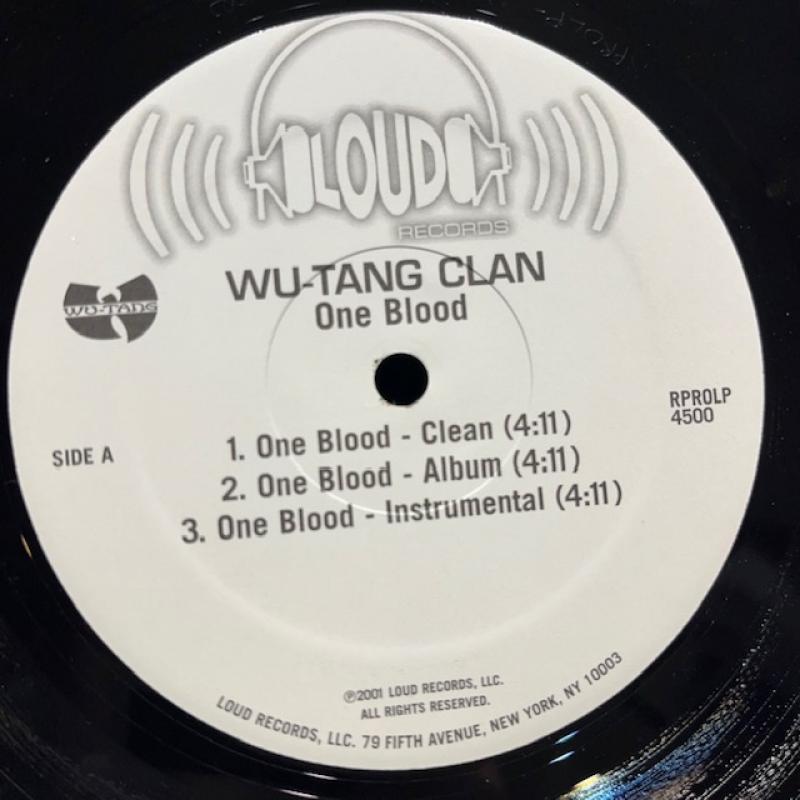 LOUD
RECORDS
WU-TANG CLAN
One Blood
WU-TANG
SIDE A
RPROLP
4500
1. One Blood - Clean (4:11)
2. One Blood - Album (4:11)
3. One Blood - Instrumental (4:11)
℗2001 LOUD RECORDS, LLC.
ALL RIGHTS RESERVED.
LOUD RECORDS, LLC. 79 FIFTH AVENUE, NEW YORK, NY 10003